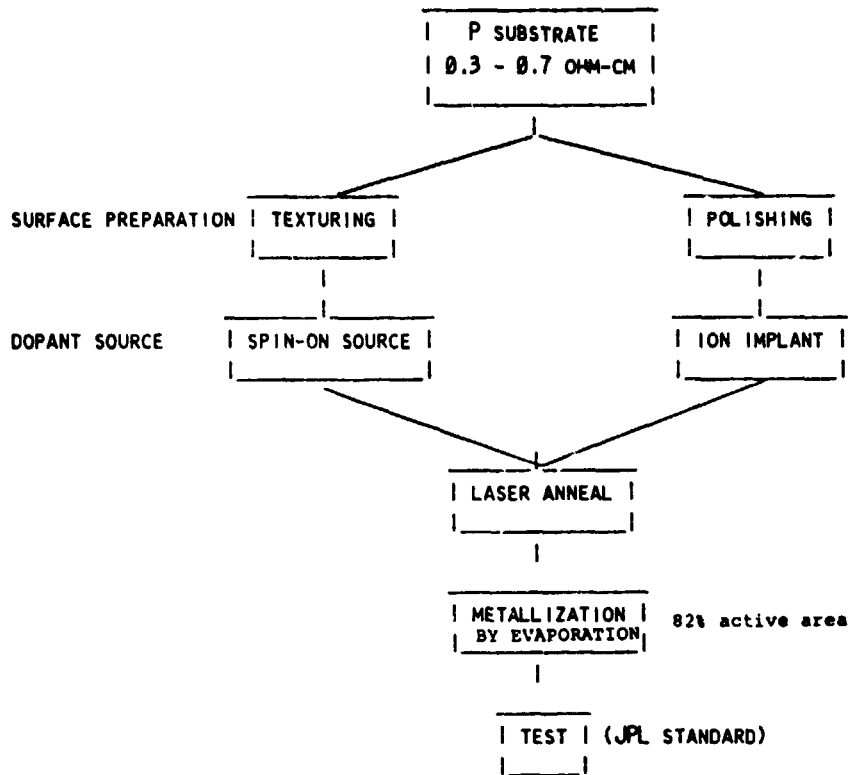 P SUBSTRATE
0.3 - 0.7 OHM-CM
SURFACE PREPARATION TEXTURING POLISHING
DOPANT SOURCE SPIN-ON SOURCE ION IMPLANT
LASER ANNEAL
METALLIZATION
BY EVAPORATION 82% active area
TEST (JPL STANDARD)